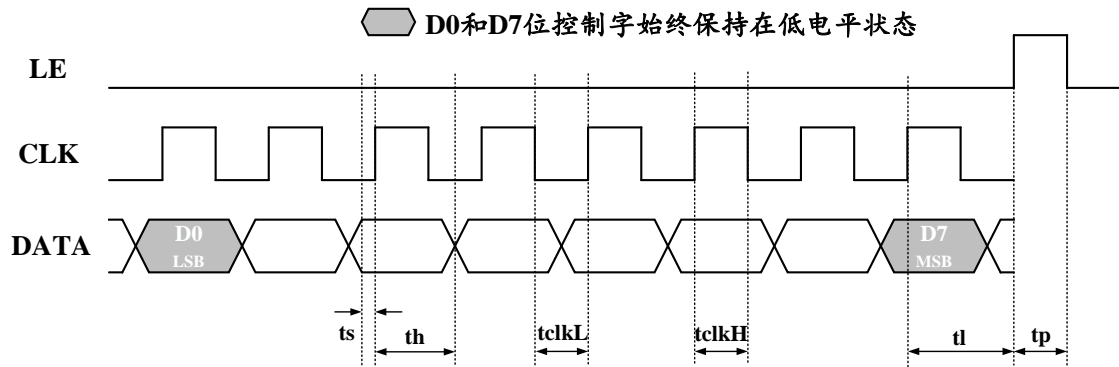 D0和D7位控制字始终保持在低电平状态
LE
CLK
DATA
D0
LSB
D7
MSB
ts
th
tclkL
tclkH
tl
tp